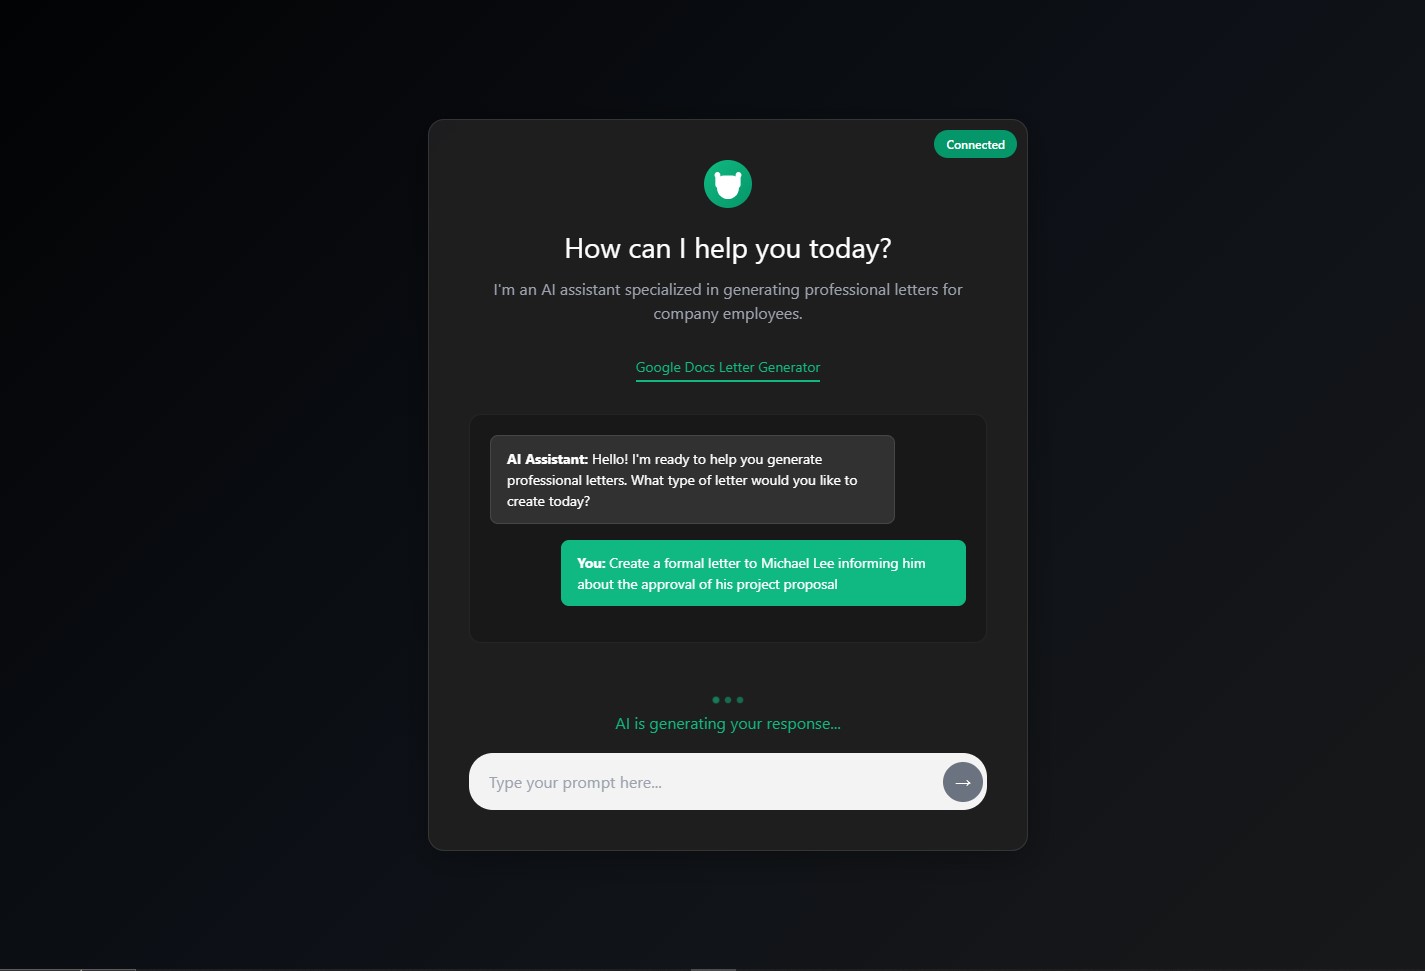 Connected
How can I help you today?
I'm an AI assistant specialized in generating professional letters for
company employees.
Google Docs Letter Generator
AI Assistant: Hello! I'm ready to help you generate
professional letters. What type of letter would you like to
create today?
You: Create a formal letter to Michael Lee informing him
about the approval of his project proposal
AI is generating your response...
Type your prompt here...
→